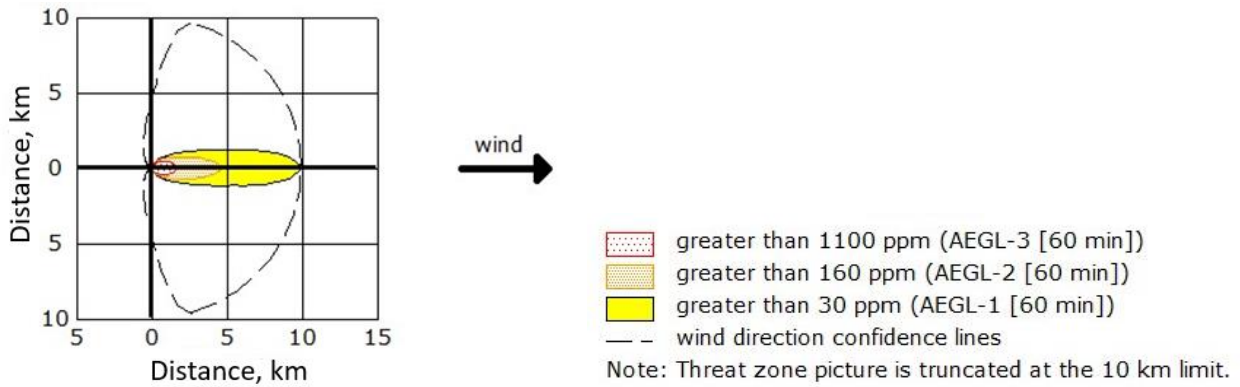 10
5
0
5
10
Distance, km
5 0 5 10 15
Distance, km
wind
greater than 1100 ppm (AEGL-3 [60 min])
greater than 160 ppm (AEGL-2 [60 min])
greater than 30 ppm (AEGL-1 [60 min])
wind direction confidence lines
Note: Threat zone picture is truncated at the 10 km limit.